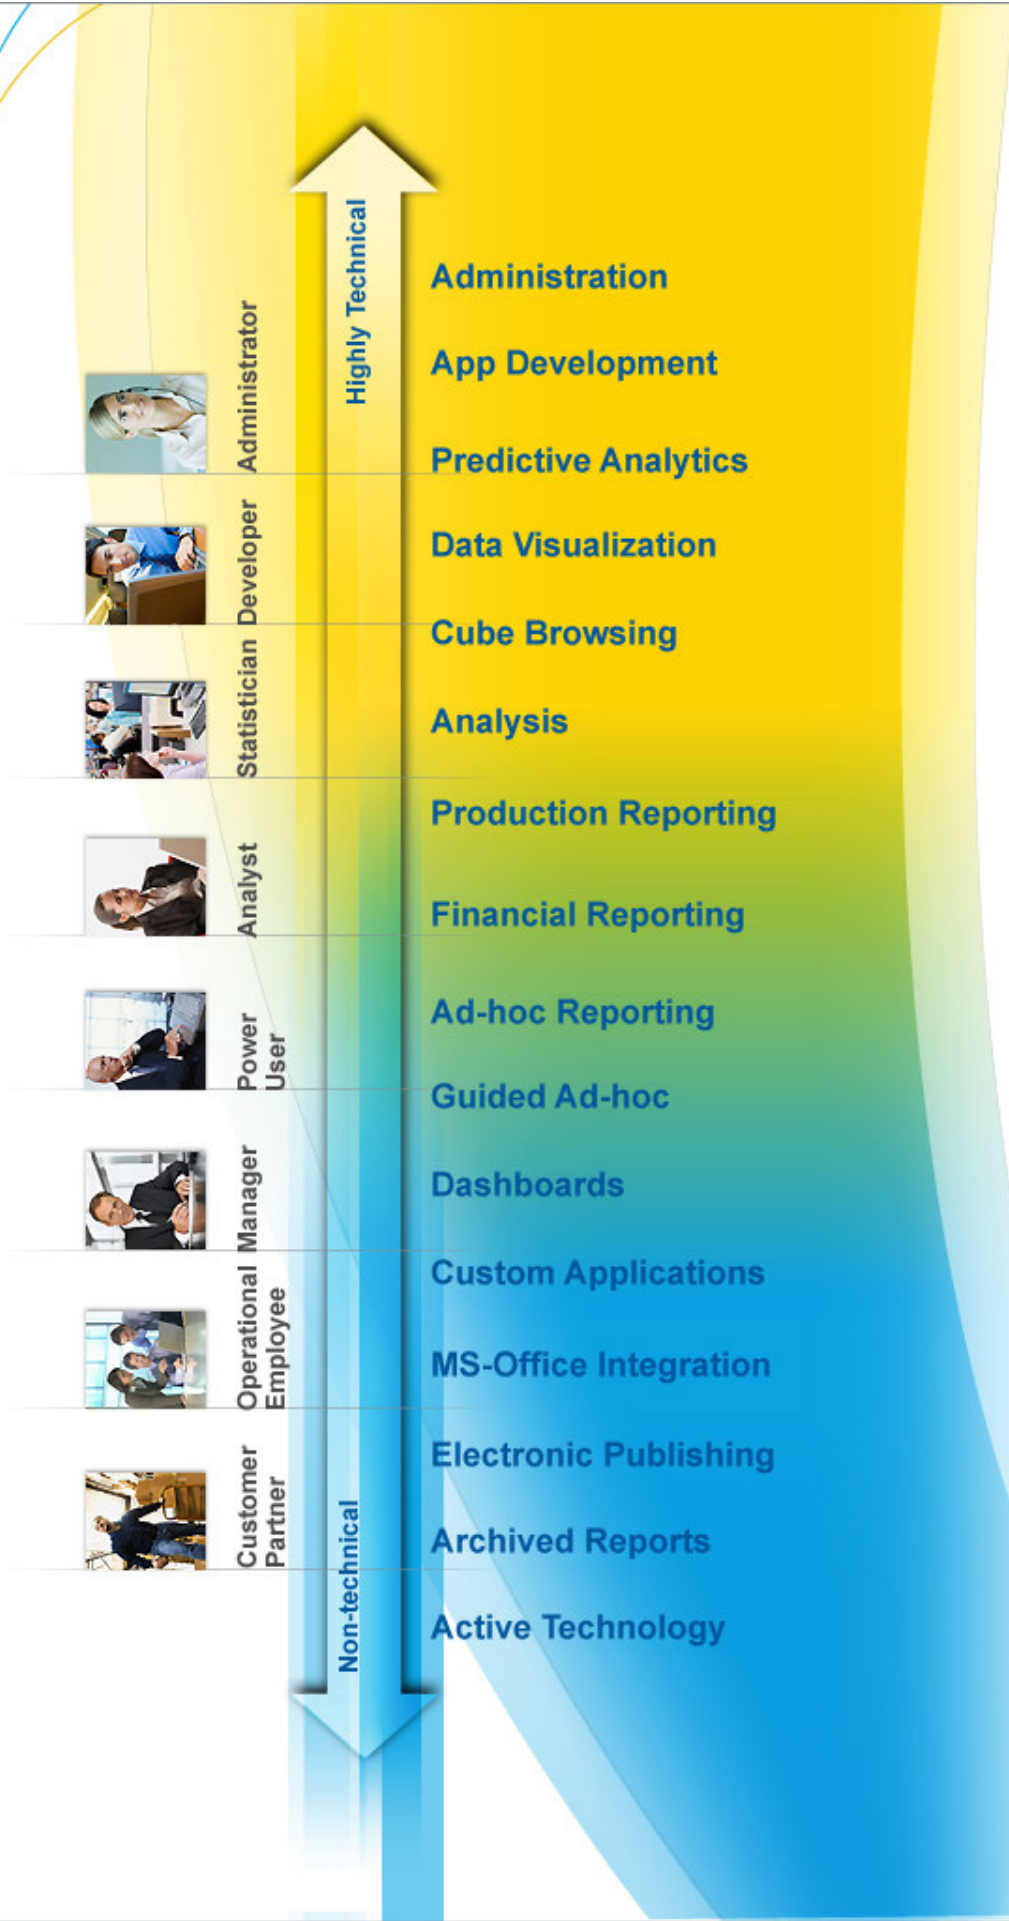 Highly Technical
Administrator
Developer
Statistician
Analyst
Power
User
Manager
Operational
Employee
Customer
Partner
Non-technical
Administration
App Development
Predictive Analytics
Data Visualization
Cube Browsing
Analysis
Production Reporting
Financial Reporting
Ad-hoc Reporting
Guided Ad-hoc
Dashboards
Custom Applications
MS-Office Integration
Electronic Publishing
Archived Reports
Active Technology